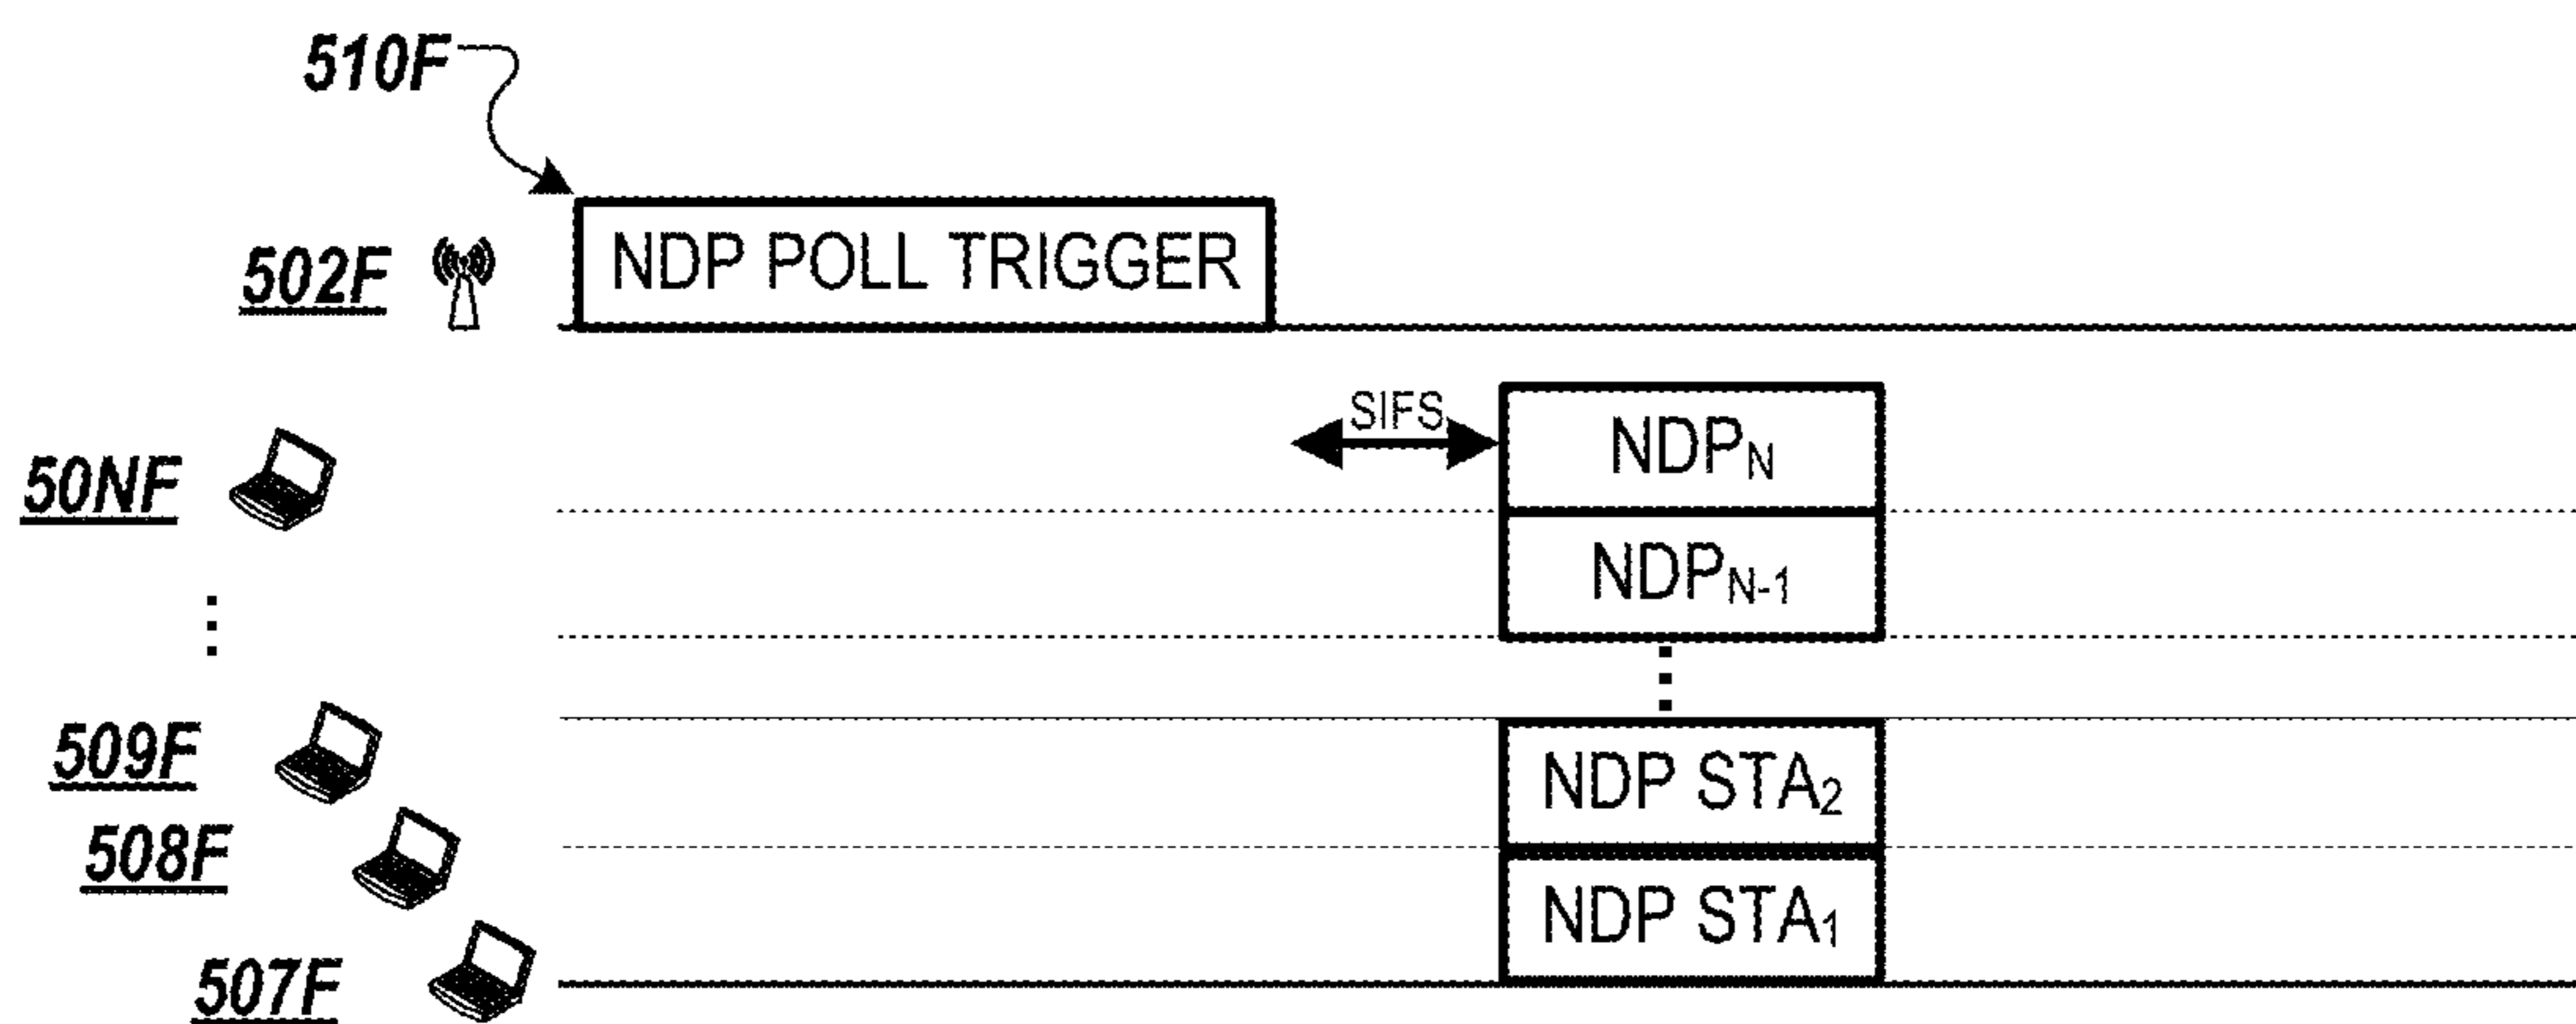 510F
502F
NDP POLL TRIGGER
SIFS
50NF
NDPN
NDPN-1
509F
NDP STA2
508F
NDP STA1
507F